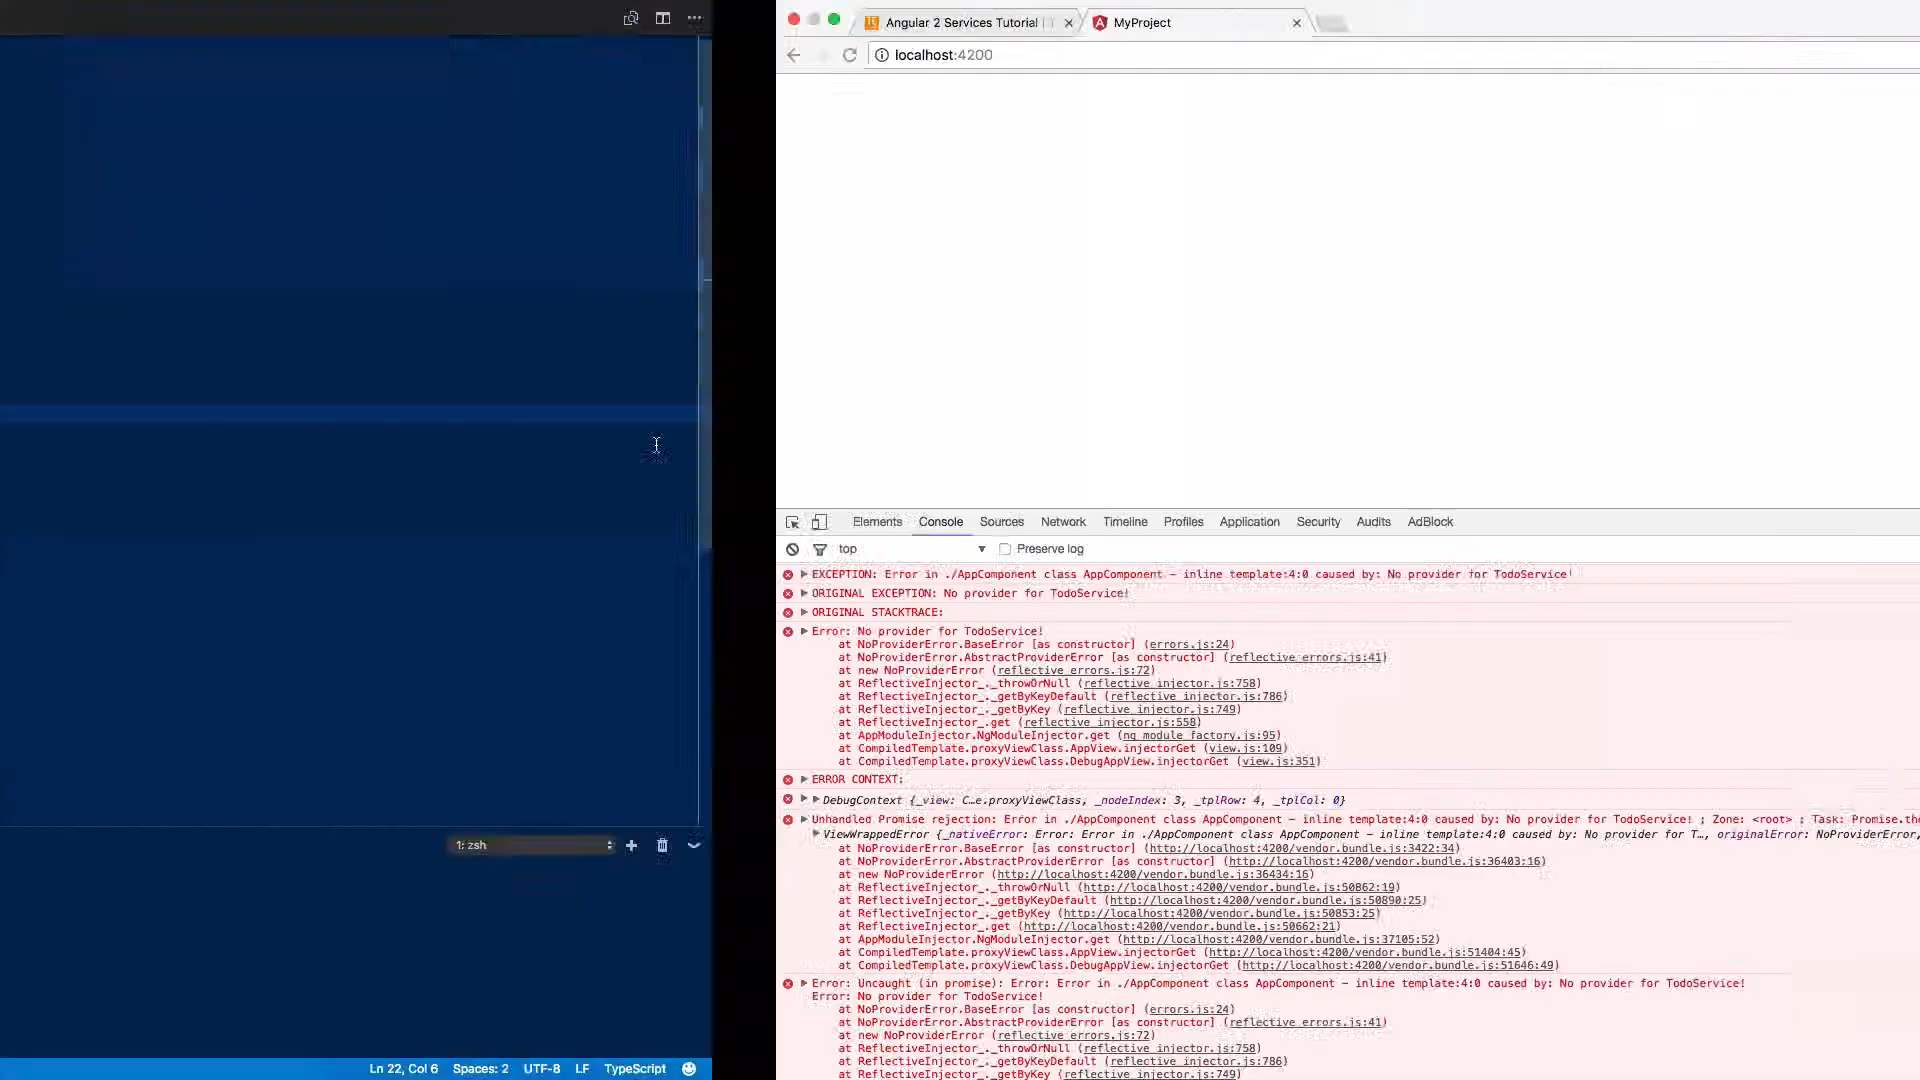 Angular 2 Services Tutorial
MyProject
localhost:4200
Elements Console Sources Network Timeline Profiles Application Security Audits AdBlock
top Preserve log
EXCEPTION: Error in ./AppComponent class AppComponent – inline template:4:0 caused by: No provider for TodoService!
ORIGINAL EXCEPTION: No provider for TodoService!
ORIGINAL STACKTRACE:
Error: No provider for TodoService!
at NoProviderError.BaseError [as constructor] (errors.js:24)
at NoProviderError.AbstractProviderError [as constructor] (reflective_errors.js:41)
at new NoProviderError (reflective_errors.js:72)
at ReflectiveInjector_._throwOrNull (reflective_injector.js:758)
at ReflectiveInjector_._getByKeyDefault (reflective_injector.js:786)
at ReflectiveInjector_._getByKey (reflective_injector.js:749)
at ReflectiveInjector_.get (reflective_injector.js:558)
at AppModuleInjector.NgModuleInjector.get (ng_module_factory.js:95)
at CompiledTemplate.proxyViewClass.AppView.injectorGet (view.js:109)
at CompiledTemplate.proxyViewClass.DebugAppView.injectorGet (view.js:351)
ERROR CONTEXT:
DebugContext {_view: C…e.proxyViewClass, _nodeIndex: 3, _tplRow: 4, _tplCol: 0}
Unhandled Promise rejection: Error in ./AppComponent class AppComponent – inline template:4:0 caused by: No provider for TodoService! ; Zone: <root> ; Task: Promise.the
ViewWrappedError {_nativeError: Error: Error in ./AppComponent class AppComponent – inline template:4:0 caused by: No provider for T…, originalError: NoProviderError,
at NoProviderError.BaseError [as constructor] (http://localhost:4200/vendor.bundle.js:3422:34)
at NoProviderError.AbstractProviderError [as constructor] (http://localhost:4200/vendor.bundle.js:36403:16)
at new NoProviderError (http://localhost:4200/vendor.bundle.js:36434:16)
at ReflectiveInjector_._throwOrNull (http://localhost:4200/vendor.bundle.js:50862:19)
at ReflectiveInjector_._getByKeyDefault (http://localhost:4200/vendor.bundle.js:50890:25)
at ReflectiveInjector_._getByKey (http://localhost:4200/vendor.bundle.js:50853:25)
at ReflectiveInjector_.get (http://localhost:4200/vendor.bundle.js:50662:21)
at AppModuleInjector.NgModuleInjector.get (http://localhost:4200/vendor.bundle.js:37105:52)
at CompiledTemplate.proxyViewClass.AppView.injectorGet (http://localhost:4200/vendor.bundle.js:51404:45)
at CompiledTemplate.proxyViewClass.DebugAppView.injectorGet (http://localhost:4200/vendor.bundle.js:51646:49)
Error: Uncaught (in promise): Error: Error in ./AppComponent class AppComponent – inline template:4:0 caused by: No provider for TodoService!
Error: No provider for TodoService!
at NoProviderError.BaseError [as constructor] (errors.js:24)
at NoProviderError.AbstractProviderError [as constructor] (reflective_errors.js:41)
at new NoProviderError (reflective_errors.js:72)
at ReflectiveInjector_._throwOrNull (reflective_injector.js:758)
at ReflectiveInjector_._getByKeyDefault (reflective_injector.js:786)
at ReflectiveInjector_._getByKey (reflective_injector.js:749)
1: zsh
Ln 22, Col 6 Spaces: 2 UTF-8 LF TypeScript